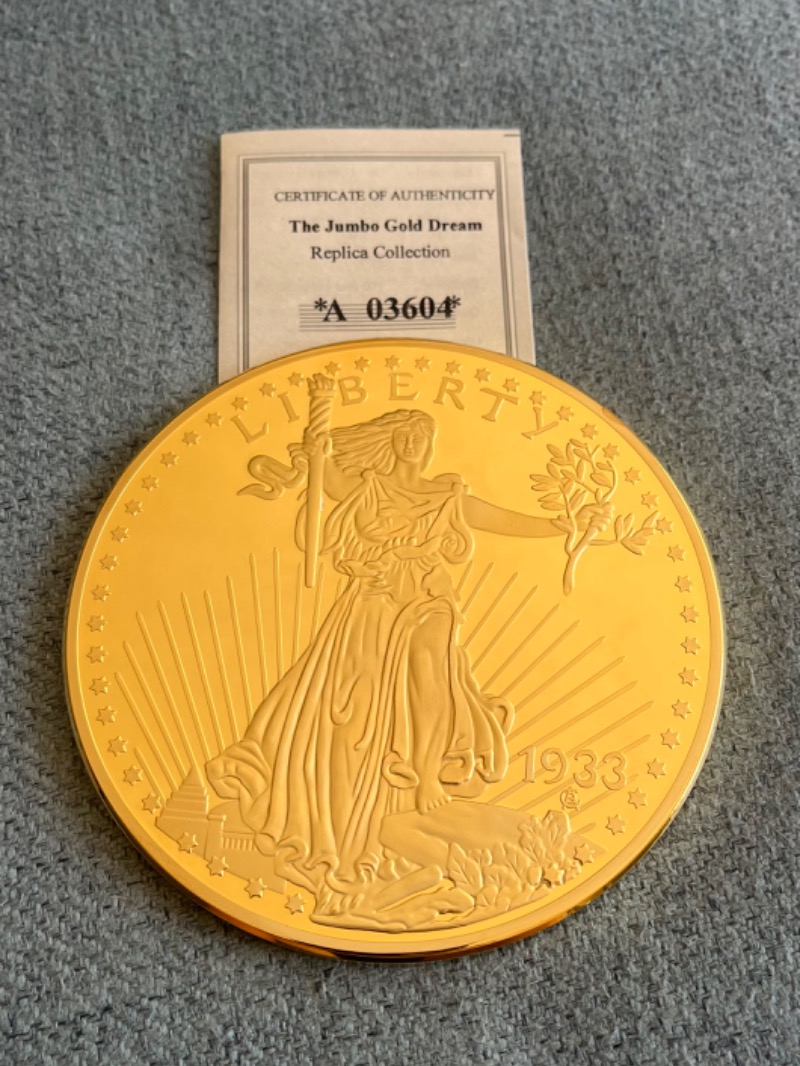 CERTIFICATE OF AUTHENTICITY
The Jumbo Gold Dream
Replica Collection
*A 03604*
LIBERTY
1933